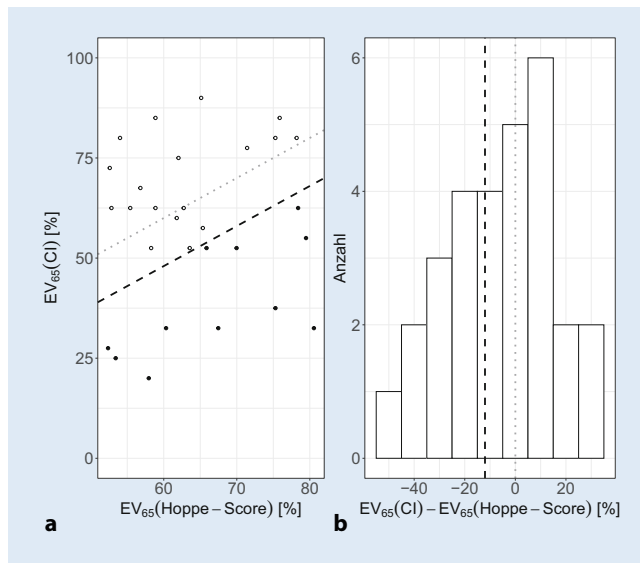 100
75
50
25
0
EV₆₅(CI) [%]
60 70 80
EV₆₅(Hoppe – Score) [%]
a
6
4
2
0
Anzahl
−40 −20 0 20
EV₆₅(CI) – EV₆₅(Hoppe – Score) [%]
b